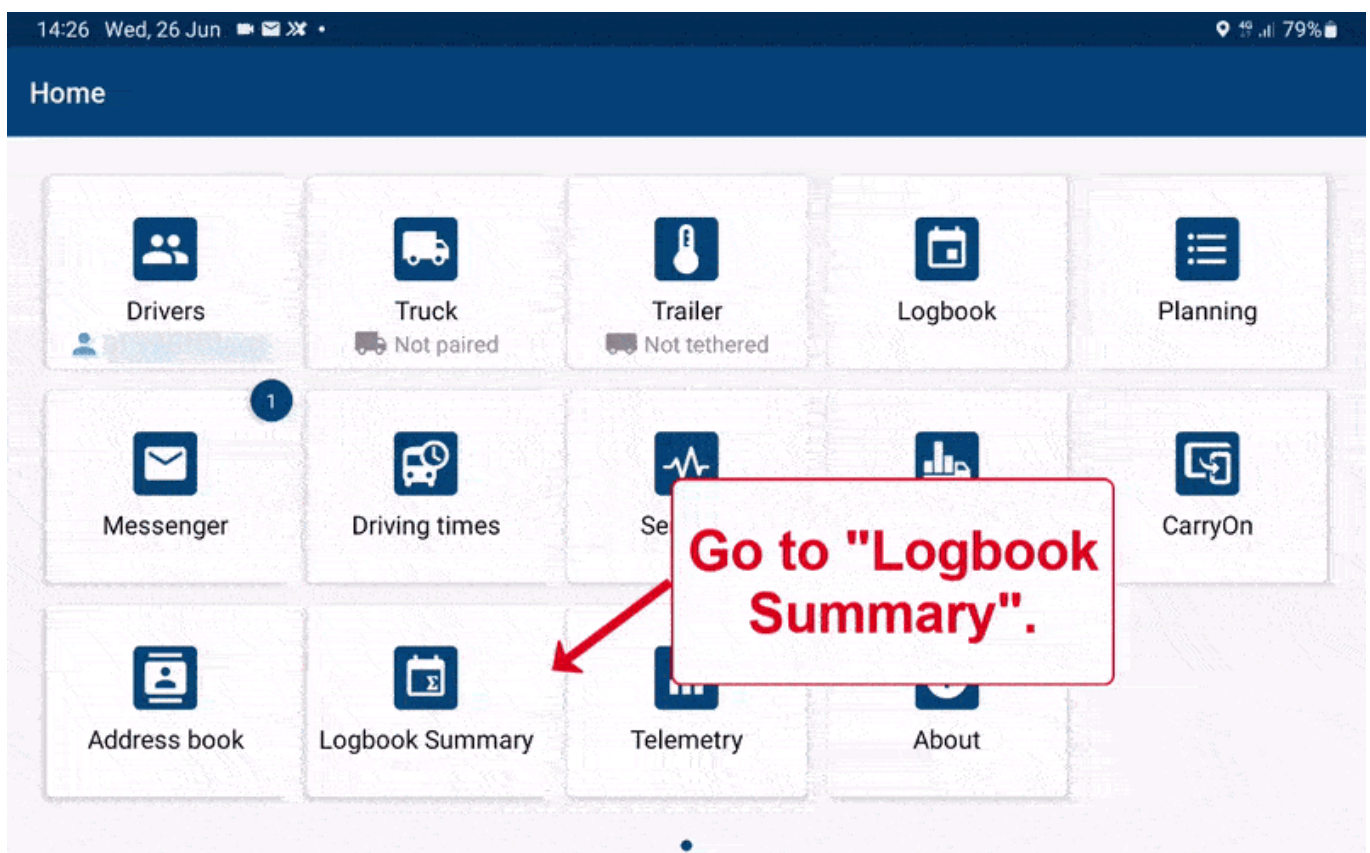 14:26 Wed, 26 Jun 79%
Home
Drivers
Truck
Trailer
Logbook
Planning
Not paired
Not tethered
1
Messenger
Driving times
Se
CarryOn
Go to "Logbook
Summary".
Address book
Logbook Summary
Telemetry
About